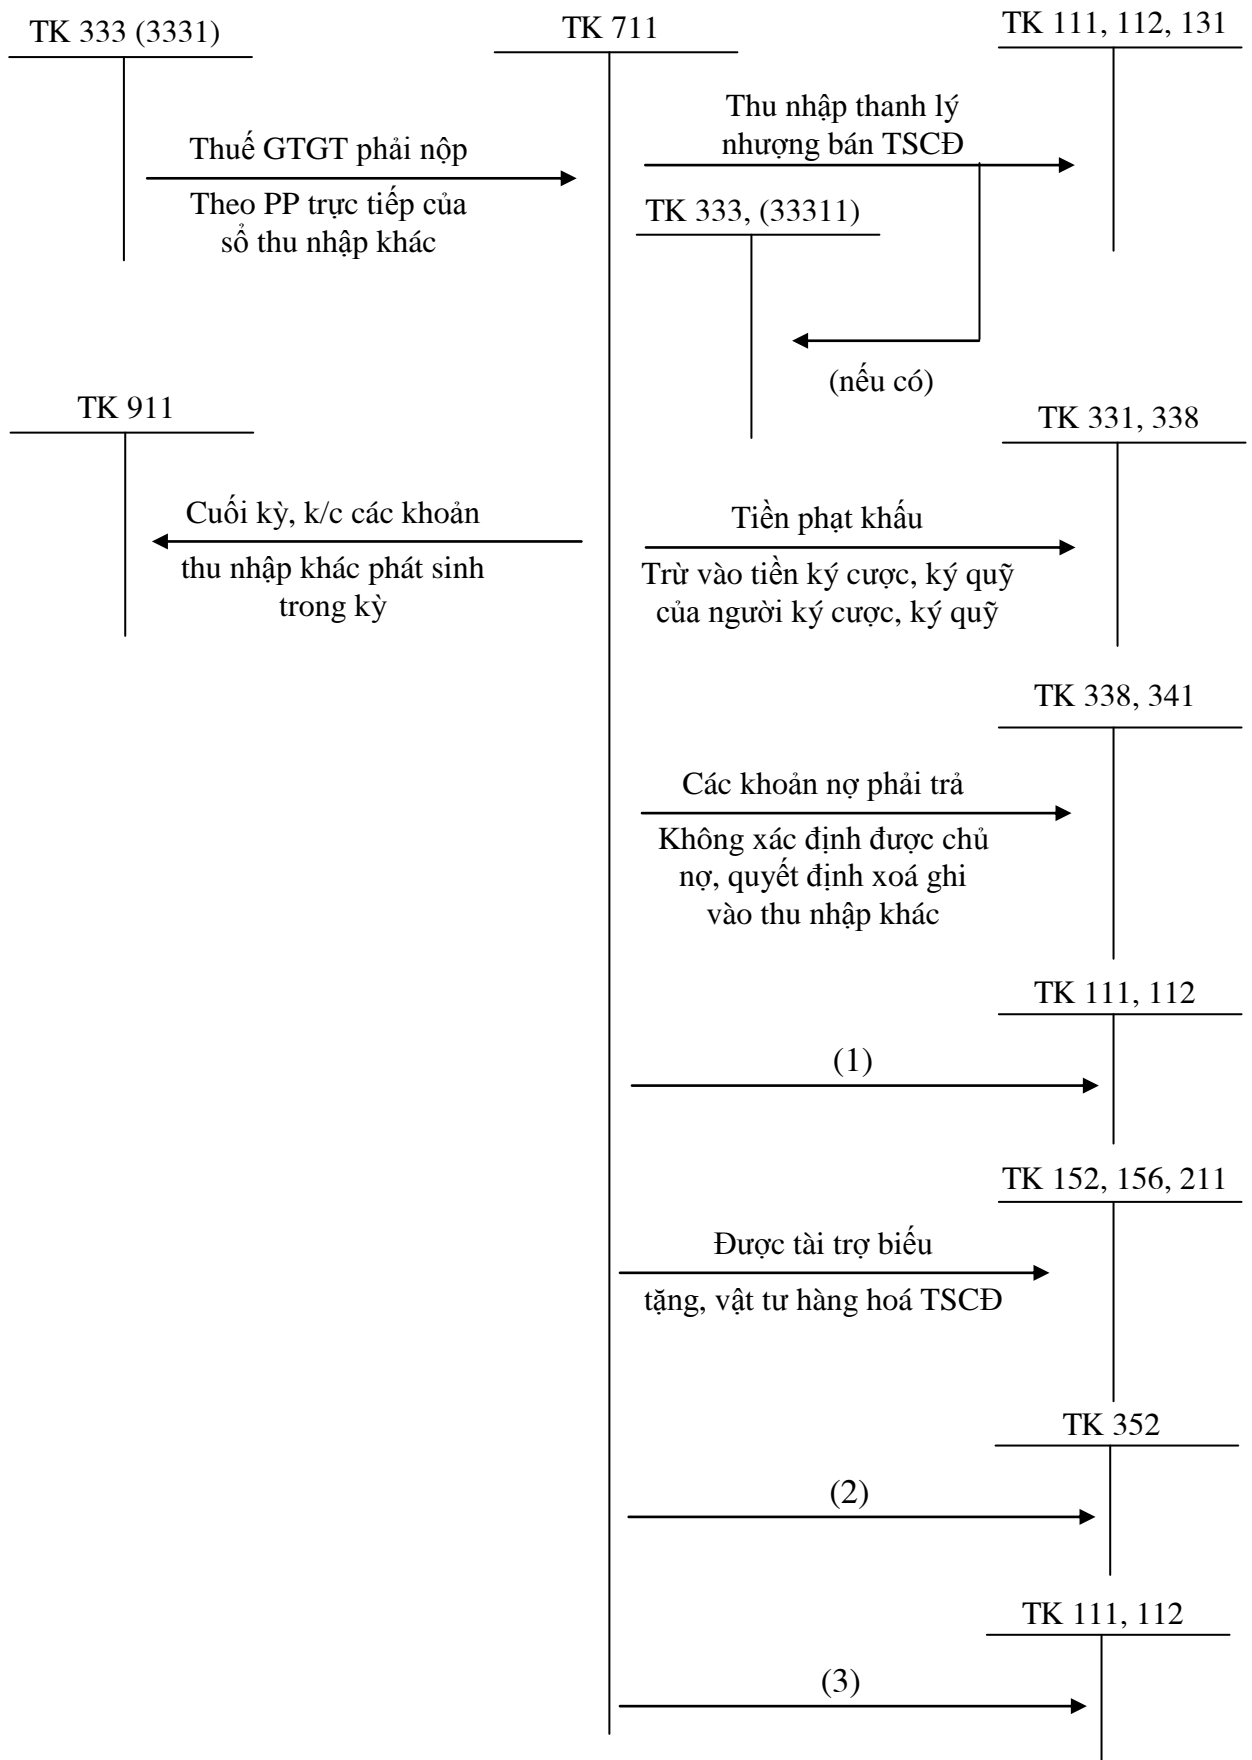 TK 333 (3331)
TK 711
TK 111, 112, 131
Thuế GTGT phải nộp
Theo PP trực tiếp của
sổ thu nhập khác
Thu nhập thanh lý
nhượng bán TSCĐ
TK 333, (33311)
(nếu có)
TK 911
Cuối kỳ, k/c các khoản
thu nhập khác phát sinh
trong kỳ
TK 331, 338
Tiền phạt khấu
Trừ vào tiền ký cược, ký quỹ
của người ký cược, ký quỹ
TK 338, 341
Các khoản nợ phải trả
Không xác định được chủ
nợ, quyết định xoá ghi
vào thu nhập khác
TK 111, 112
(1)
TK 152, 156, 211
Được tài trợ biếu
tặng, vật tư hàng hoá TSCĐ
TK 352
(2)
TK 111, 112
(3)